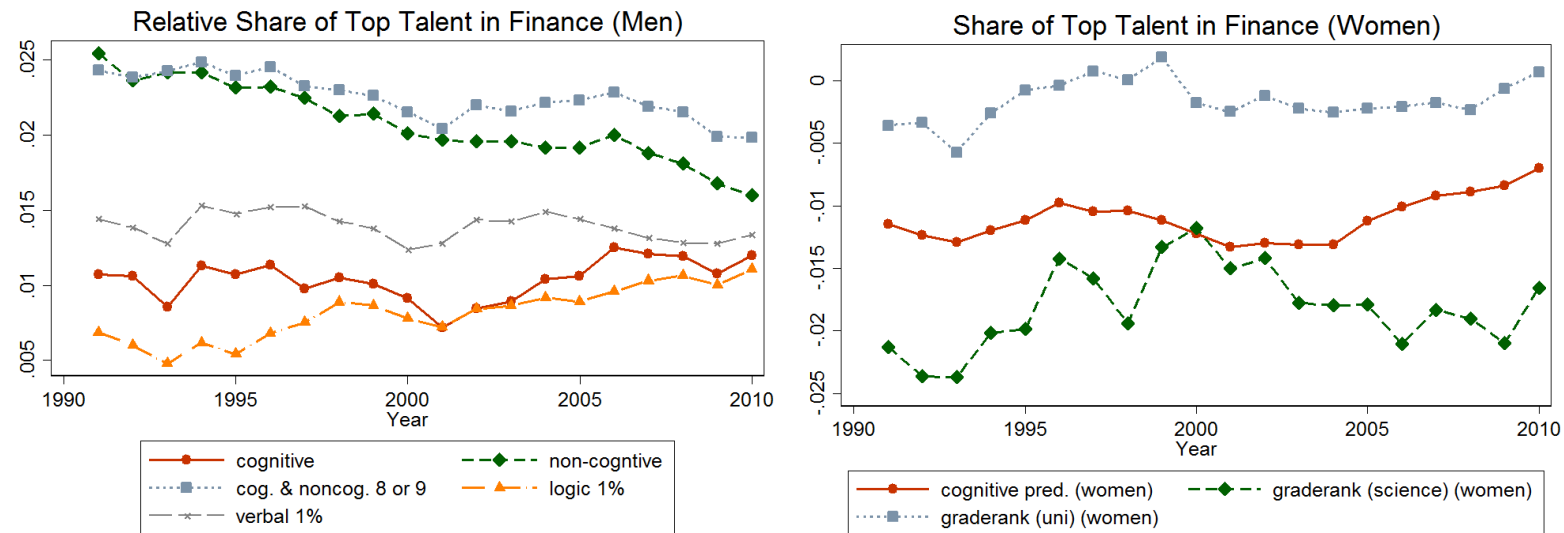 Relative Share of Top Talent in Finance (Men)
.025
.02
.015
.01
.005
1990 1995 2000 2005 2010
Year
cognitive non-cogntive
cog. & noncog. 8 or 9 logic 1%
verbal 1%
Share of Top Talent in Finance (Women)
0
-.005
-.01
-.015
-.02
-.025
1990 1995 2000 2005 2010
Year
cognitive pred. (women) graderank (science) (women)
graderank (uni) (women)